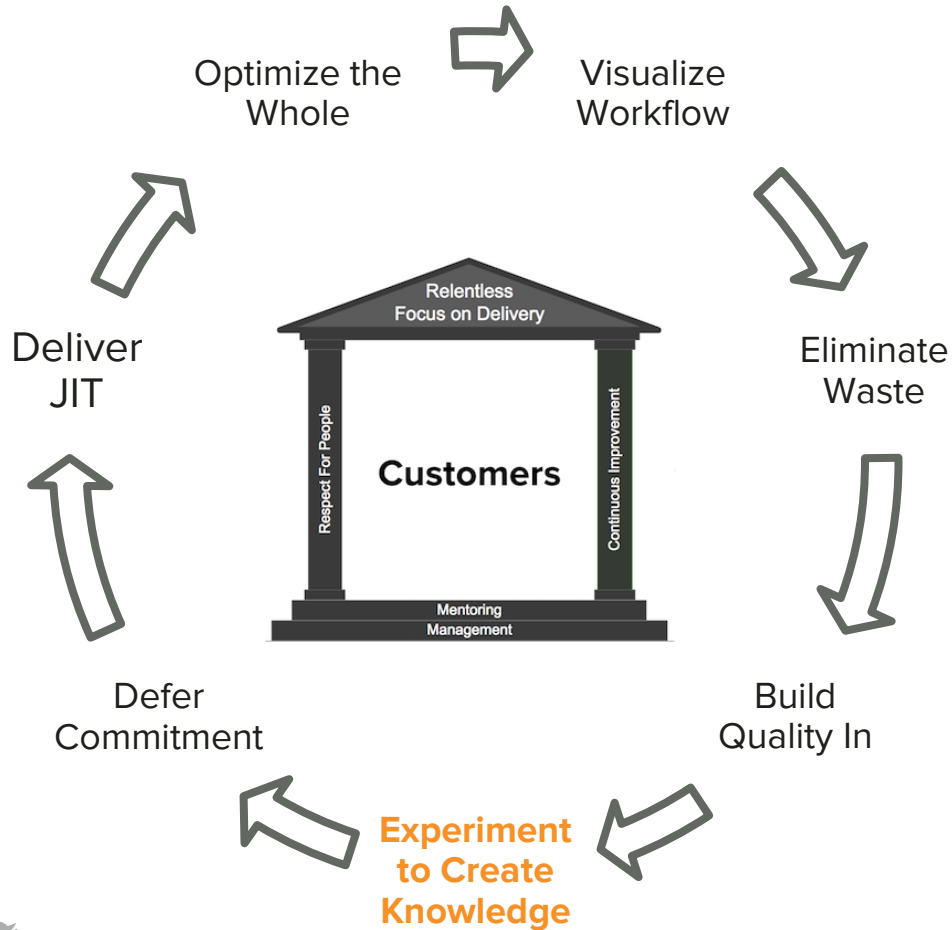 Optimize the
Whole
Visualize
Workflow
Eliminate
Waste
Build
Quality In
Experiment
to Create
Knowledge
Defer
Commitment
Deliver
JIT
Relentless
Focus on Delivery
Respect For People
Customers
Continuous Improvement
Mentoring
Management